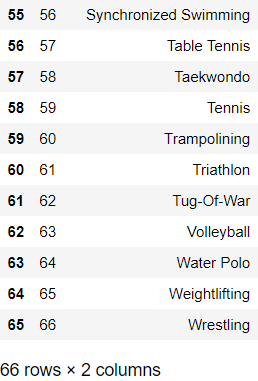 55 56 Synchronized Swimming
56 57 Table Tennis
57 58 Taekwondo
58 59 Tennis
59 60 Trampolining
60 61 Triathlon
61 62 Tug-Of-War
62 63 Volleyball
63 64 Water Polo
64 65 Weightlifting
65 66 Wrestling
66 rows × 2 columns